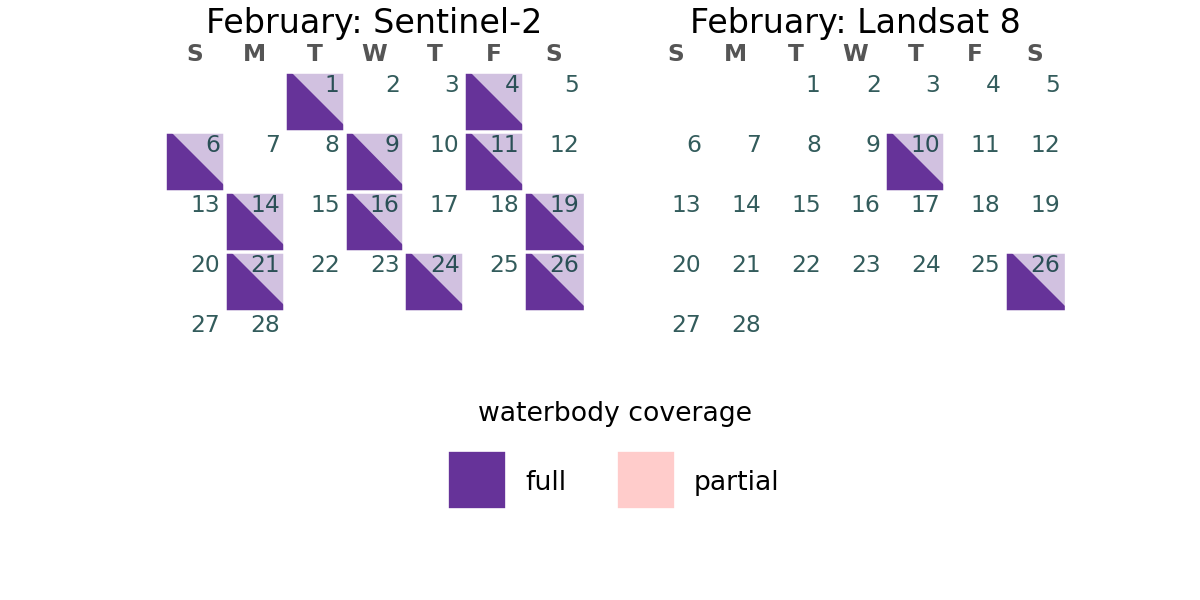 February: Sentinel-2
S M T W T F S
1 2 3 4 5
6 7 8 9 10 11 12
13 14 15 16 17 18 19
20 21 22 23 24 25 26
27 28
February: Landsat 8
S M T W T F S
1 2 3 4 5
6 7 8 9 10 11 12
13 14 15 16 17 18 19
20 21 22 23 24 25 26
27 28
waterbody coverage
full partial